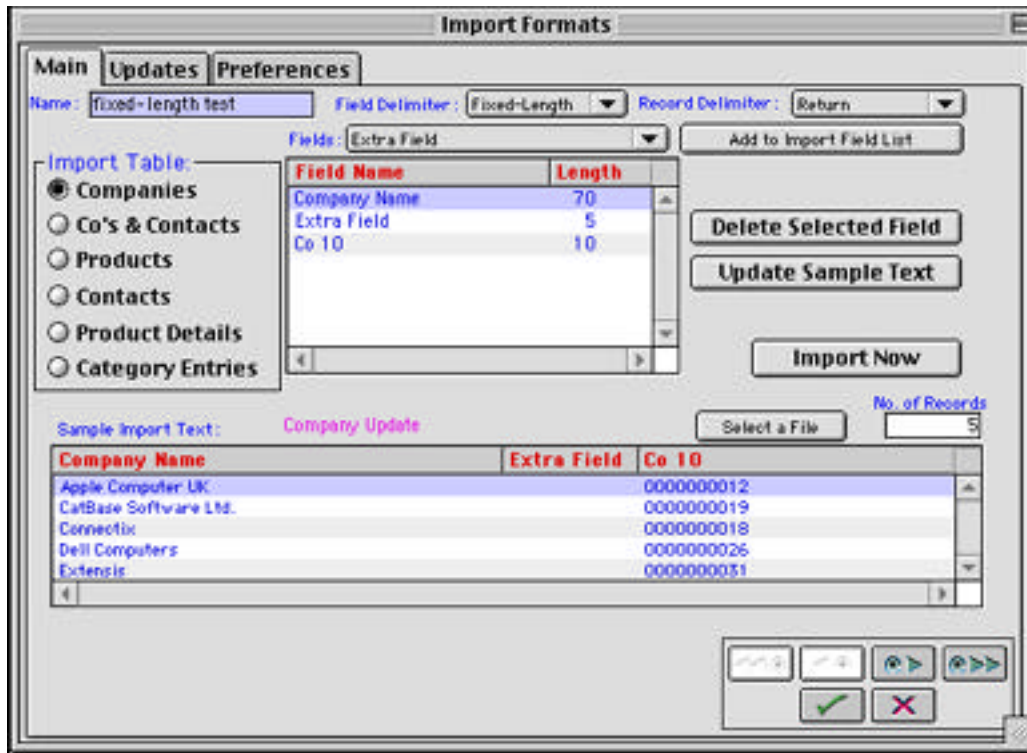 Import Formats
Main Updates Preferences
Name: fixed-length test Field Delimiter: Fixed-Length Record Delimiter: Return
Fields: Extra Field Add to Import Field List
Import Table:
Companies
Co's & Contacts
Products
Contacts
Product Details
Category Entries
Field Name Length
Company Name 70
Extra Field 5
Co 10 10
Delete Selected Field
Update Sample Text
Import Now
No. of Records
Sample Import Text: Company Update Select a File 5
Company Name Extra Field Co 10
Apple Computer UK 0000000012
CatBase Software Ltd. 0000000019
Connectix 0000000018
Dell Computers 0000000026
Extensis 0000000031